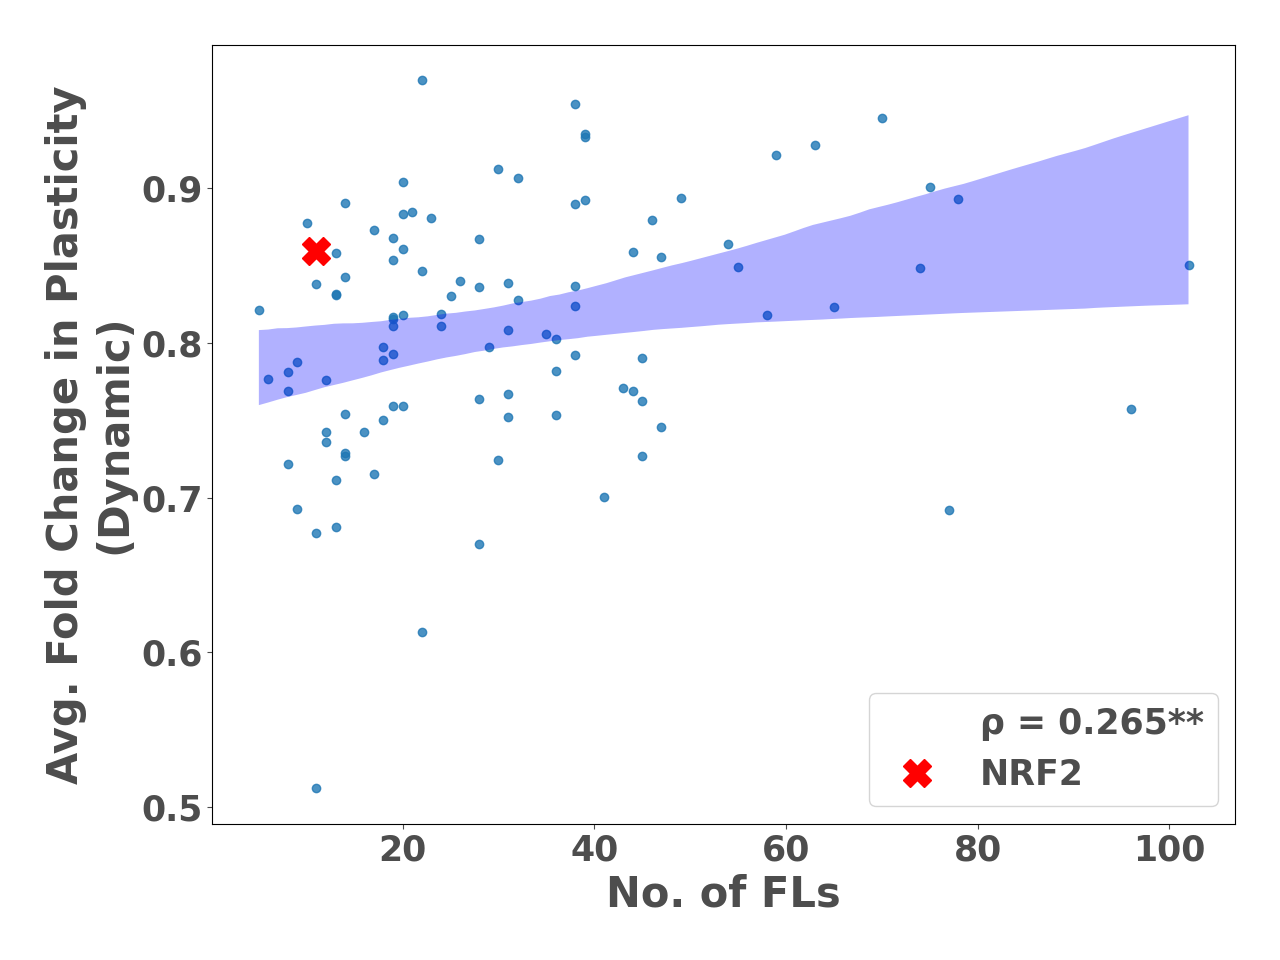 Avg. Fold Change in Plasticity
(Dynamic)
0.9
0.8
0.7
0.6
0.5
20 40 60 80 100
No. of FLs
ρ = 0.265**
NRF2